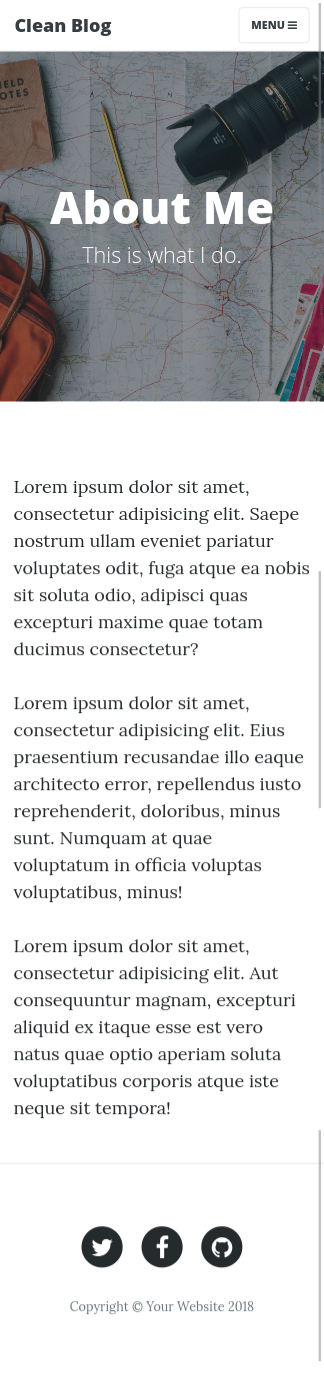 Clean Blog
MENU
IELD
OTES
About Me
This is what I do.
Lorem ipsum dolor sit amet,
consectetur adipisicing elit. Saepe
nostrum ullam eveniet pariatur
voluptates odit, fuga atque ea nobis
sit soluta odio, adipisci quas
excepturi maxime quae totam
ducimus consectetur?
Lorem ipsum dolor sit amet,
consectetur adipisicing elit. Eius
praesentium recusandae illo eaque
architecto error, repellendus iusto
reprehenderit, doloribus, minus
sunt. Numquam at quae
voluptatum in officia voluptas
voluptatibus, minus!
Lorem ipsum dolor sit amet,
consectetur adipisicing elit. Aut
consequuntur magnam, excepturi
aliquid ex itaque esse est vero
natus quae optio aperiam soluta
voluptatibus corporis atque iste
neque sit tempora!
Copyright © Your Website 2018